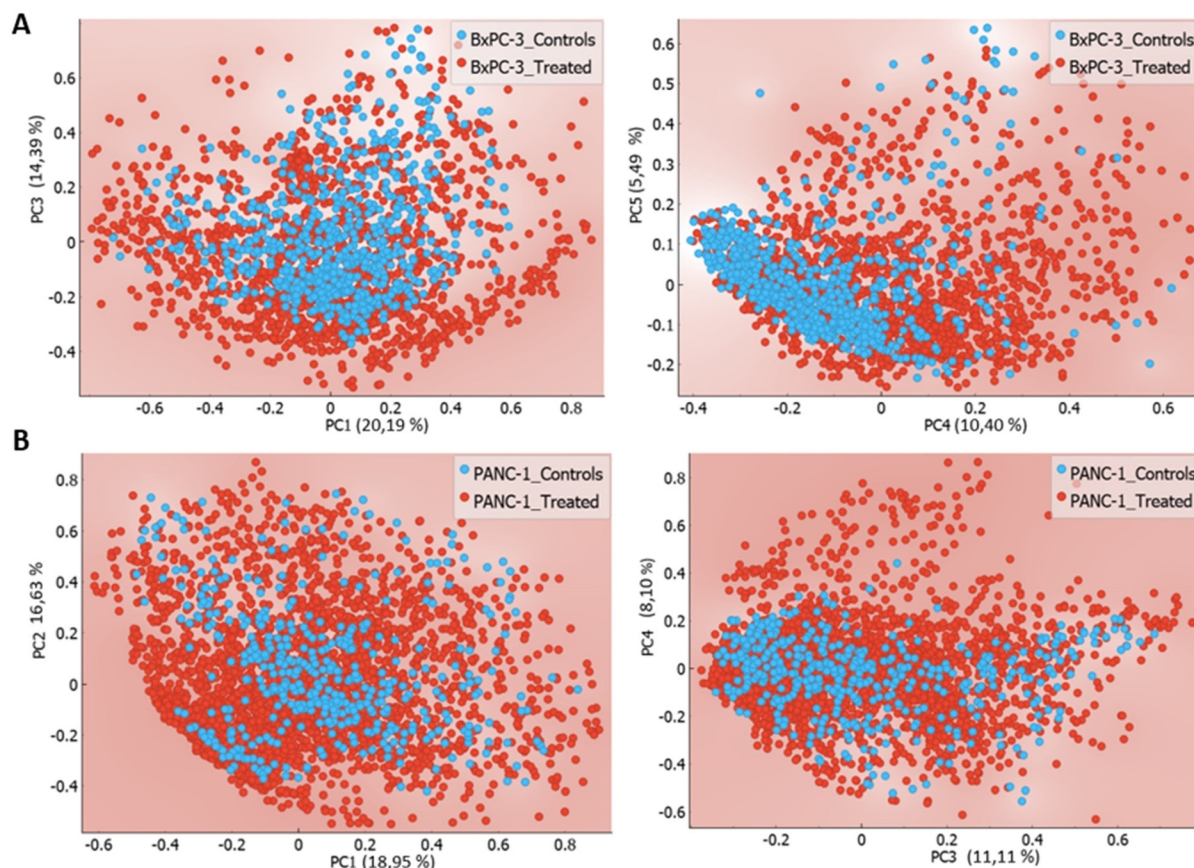 A
BxPC-3_Controls
BxPC-3_Treated
PC3 (14,39 %)
0.6
0.4
0.2
0
-0.2
-0.4
-0.6 -0.4 -0.2 0 0.2 0.4 0.6 0.8
PC1 (20,19 %)
BxPC-3_Controls
BxPC-3_Treated
PC5 (5,49 %)
0.6
0.5
0.4
0.3
0.2
0.1
0
-0.1
-0.2
-0.4 -0.2 0 0.2 0.4 0.6
PC4 (10,40 %)
B
PANC-1_Controls
PANC-1_Treated
PC2 16,63 %
0.8
0.6
0.4
0.2
0
-0.2
-0.4
-0.6 -0.4 -0.2 0 0.2 0.4 0.6 0.8
PC1 (18,95 %)
PANC-1_Controls
PANC-1_Treated
PC4 (8,10 %)
0.8
0.6
0.4
0.2
0
-0.2
-0.4
-0.6
-0.2 0 0.2 0.4 0.6
PC3 (11,11 %)